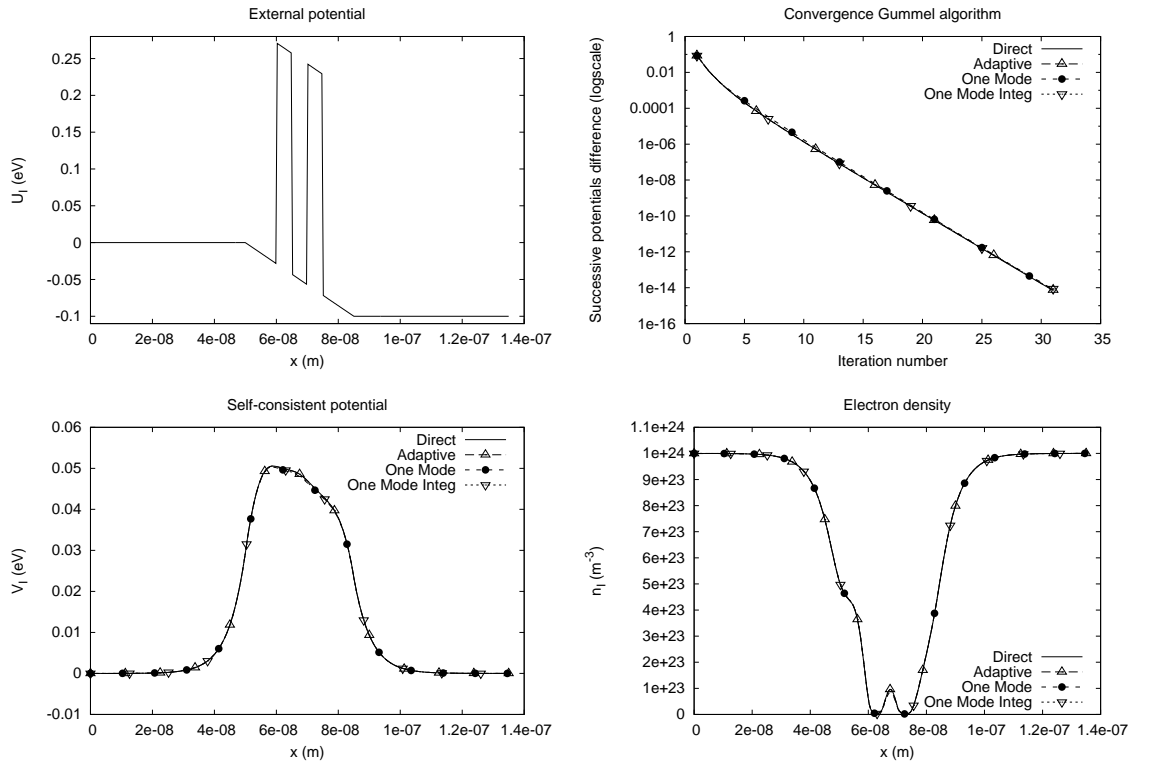 External potential
U_I (eV)
0.25
0.2
0.15
0.1
0.05
0
-0.05
-0.1
0 2e-08 4e-08 6e-08 8e-08 1e-07 1.2e-07 1.4e-07
x (m)
Convergence Gummel algorithm
Successive potentials difference (logscale)
1
0.01
0.0001
1e-06
1e-08
1e-10
1e-12
1e-14
1e-16
Direct
Adaptive
One Mode
One Mode Integ
0 5 10 15 20 25 30 35
Iteration number
Self-consistent potential
V_I (eV)
0.06
0.05
0.04
0.03
0.02
0.01
0
-0.01
Direct
Adaptive
One Mode
One Mode Integ
0 2e-08 4e-08 6e-08 8e-08 1e-07 1.2e-07 1.4e-07
x (m)
Electron density
n_I (m^-3)
1.1e+24
1e+24
9e+23
8e+23
7e+23
6e+23
5e+23
4e+23
3e+23
2e+23
1e+23
0
Direct
Adaptive
One Mode
One Mode Integ
0 2e-08 4e-08 6e-08 8e-08 1e-07 1.2e-07 1.4e-07
x (m)